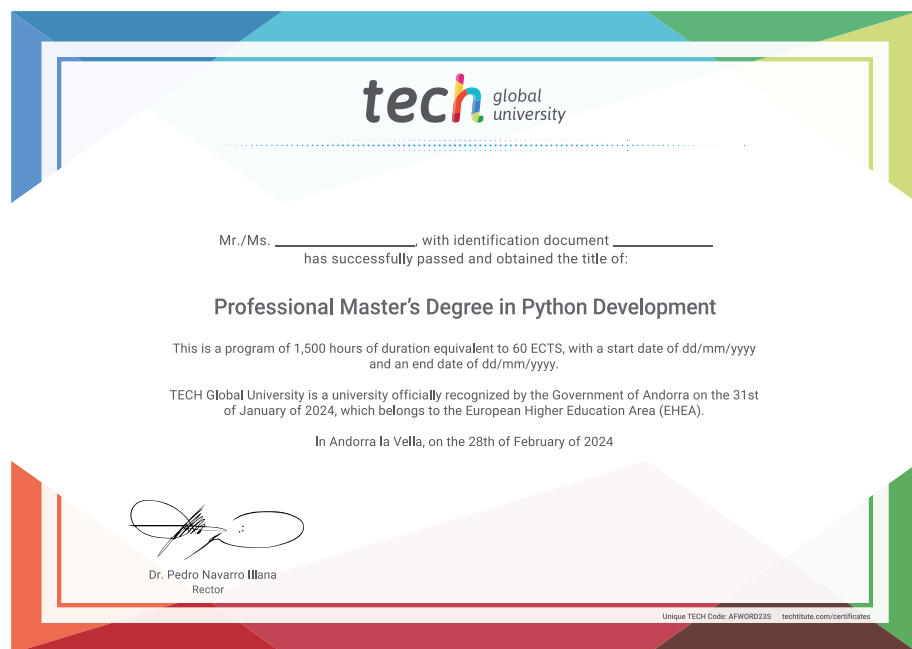 tech global
university
Mr./Ms. ____________________, with identification document ______________
has successfully passed and obtained the title of:
Professional Master’s Degree in Python Development
This is a program of 1,500 hours of duration equivalent to 60 ECTS, with a start date of dd/mm/yyyy
and an end date of dd/mm/yyyy.
TECH Global University is a university officially recognized by the Government of Andorra on the 31st
of January of 2024, which belongs to the European Higher Education Area (EHEA).
In Andorra la Vella, on the 28th of February of 2024
Dr. Pedro Navarro Illana
Rector
Unique TECH Code: AFWORD23S techtitute.com/certificates